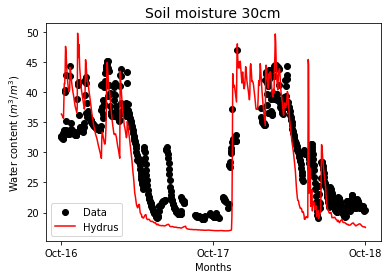 Soil moisture 30cm
Water content (m³/m³)
50
45
40
35
30
25
20
Data
Hydrus
Oct-16
Oct-17
Oct-18
Months